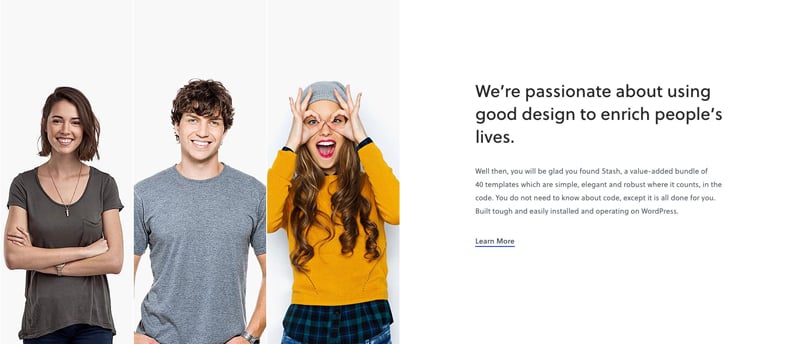 We’re passionate about using
good design to enrich people’s
lives.
Well then, you will be glad you found Stash, a value-added bundle of
40 templates which are simple, elegant and robust where it counts, in the
code. You do not need to know about code, except it is all done for you.
Built tough and easily installed and operating on WordPress.
Learn More